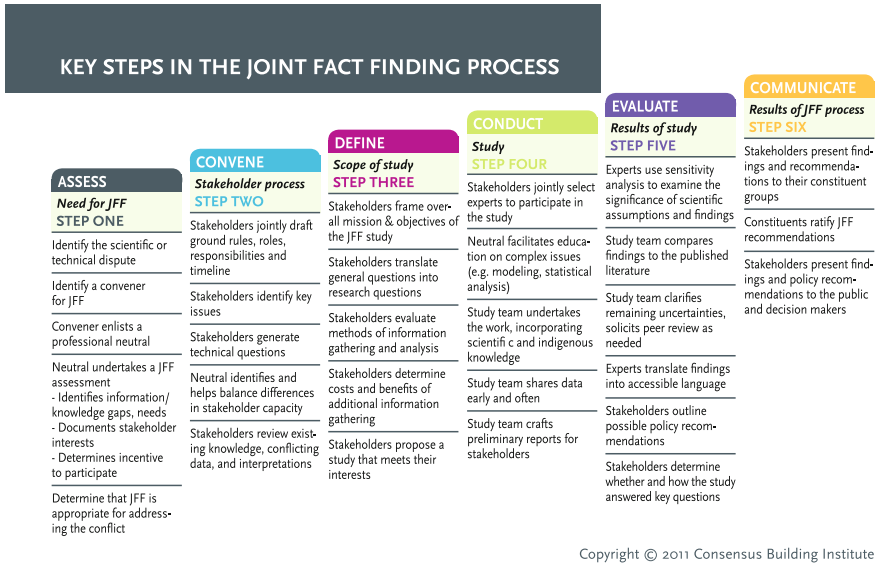 KEY STEPS IN THE JOINT FACT FINDING PROCESS
ASSESS
Need for JFF
STEP ONE
Identify the scientific or
technical dispute
Identify a convener
for JFF
Convener enlists a
professional neutral
Neutral undertakes a JFF
assessment
- Identifies information/
knowledge gaps, needs
- Documents stakeholder
interests
- Determines incentive
to participate
Determine that JFF is
appropriate for address-
ing the conflict
CONVENE
Stakeholder process
STEP TWO
Stakeholders jointly draft
ground rules, roles,
responsibilities and
timeline
Stakeholders identify key
issues
Stakeholders generate
technical questions
Neutral identifies and
helps balance differences
in stakeholder capacity
Stakeholders review exist-
ing knowledge, conflicting
data, and interpretations
DEFINE
Scope of study
STEP THREE
Stakeholders frame over-
all mission & objectives of
the JFF study
Stakeholders translate
general questions into
research questions
Stakeholders evaluate
methods of information
gathering and analysis
Stakeholders determine
costs and benefits of
additional information
gathering
Stakeholders propose a
study that meets their
interests
CONDUCT
Study
STEP FOUR
Stakeholders jointly select
experts to participate in
the study
Neutral facilitates educa-
tion on complex issues
(e.g. modeling, statistical
analysis)
Study team undertakes
the work, incorporating
scientifi c and indigenous
knowledge
Study team shares data
early and often
Study team crafts
preliminary reports for
stakeholders
EVALUATE
Results of study
STEP FIVE
Experts use sensitivity
analysis to examine the
significance of scientific
assumptions and findings
Study team compares
findings to the published
literature
Study team clarifies
remaining uncertainties,
solicits peer review as
needed
Experts translate findings
into accessible language
Stakeholders outline
possible policy recom-
mendations
Stakeholders determine
whether and how the study
answered key questions
COMMUNICATE
Results of JFF process
STEP SIX
Stakeholders present find-
ings and recommenda-
tions to their constituent
groups
Constituents ratify JFF
recommendations
Stakeholders present find-
ings and policy recom-
mendations to the public
and decision makers
Copyright © 2011 Consensus Building Institute